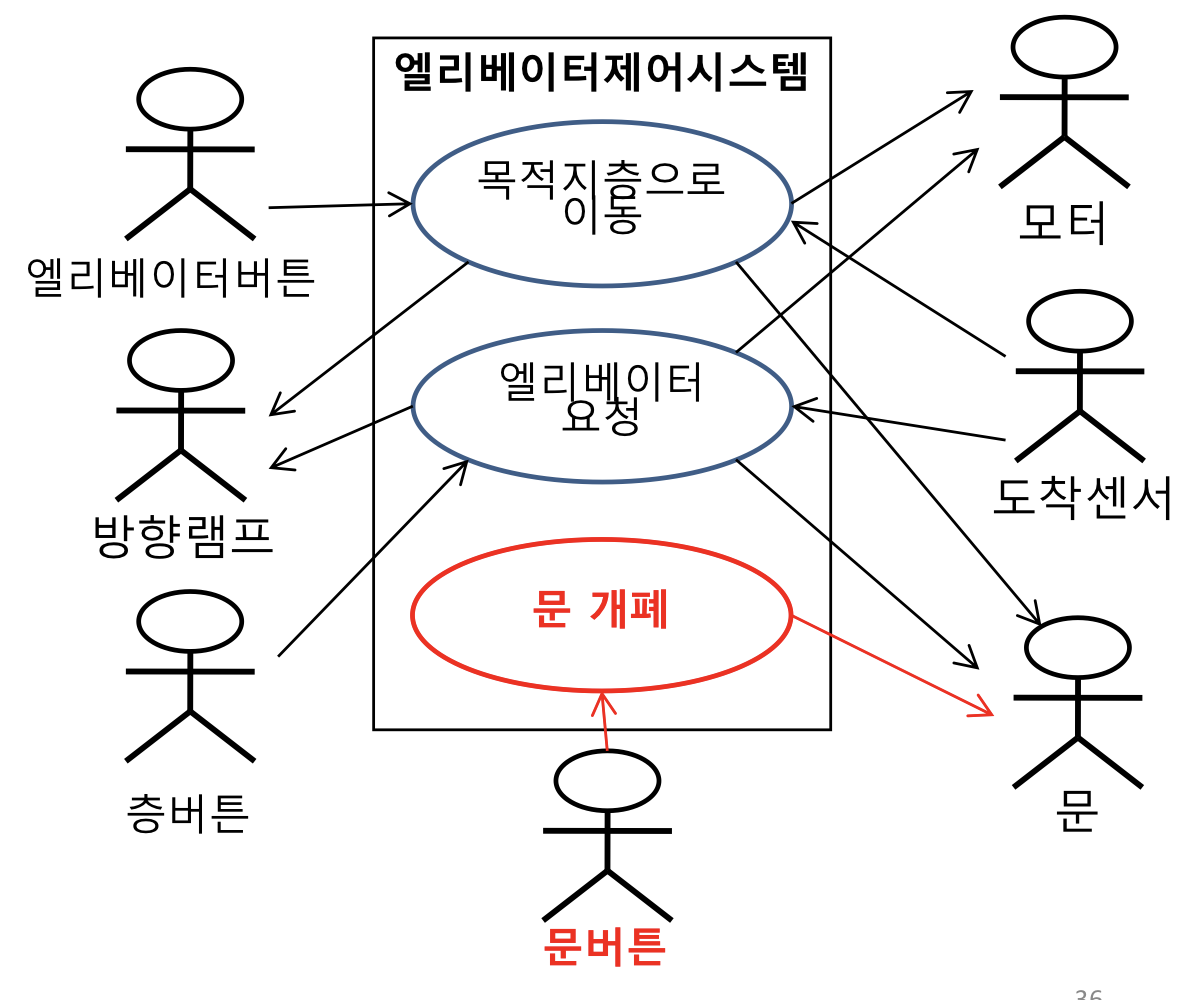 엘리베이터제어시스템
목적지층으로
이동
모터
엘리베이터버튼
엘리베이터
요청
도착센서
방향램프
문 개폐
층버튼
문
문버튼
36